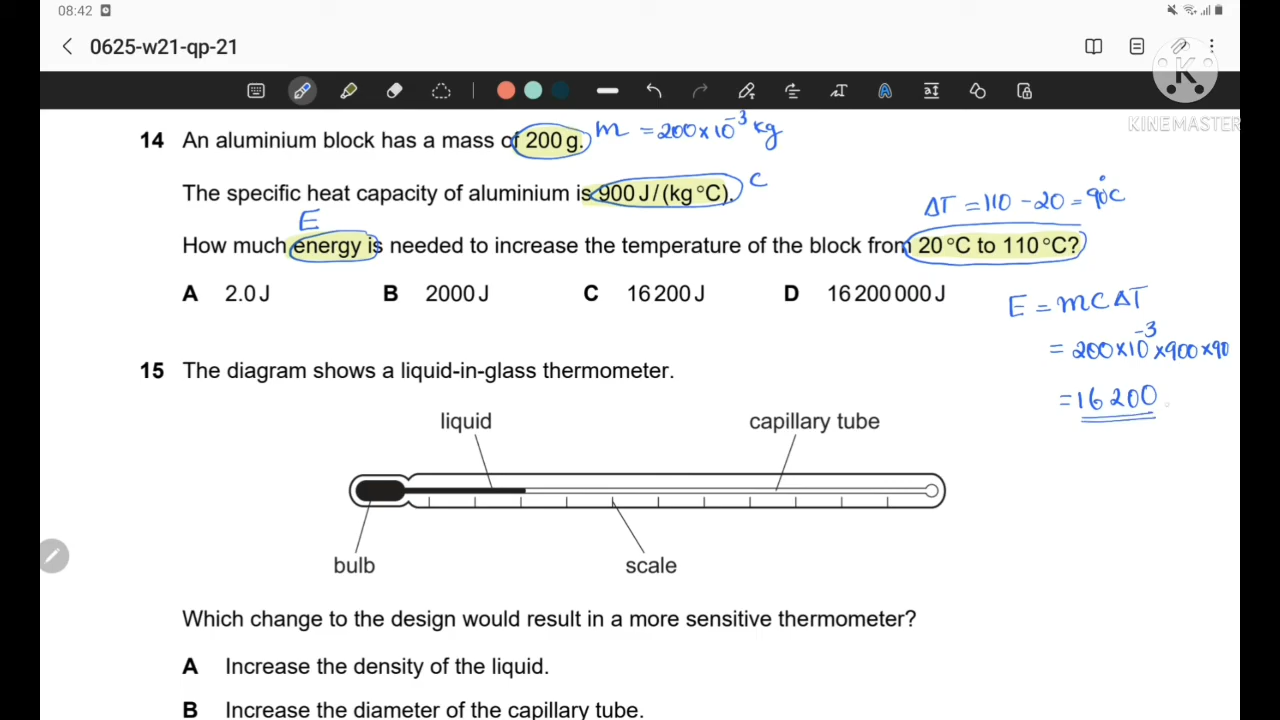 08:42
0625-w21-qp-21
KINEMASTER
14 An aluminium block has a mass of 200 g. m = 200×10⁻³ kg
The specific heat capacity of aluminium is 900 J/(kg °C). C
ΔT = 110 - 20 = 90°C
E
How much energy is needed to increase the temperature of the block from 20 °C to 110 °C?
A 2.0 J B 2000 J C 16 200 J D 16 200 000 J
E = mCΔT
= 200×10⁻³×900×90
= 16 200
15 The diagram shows a liquid-in-glass thermometer.
liquid capillary tube
bulb scale
Which change to the design would result in a more sensitive thermometer?
A Increase the density of the liquid.
B Increase the diameter of the capillary tube.